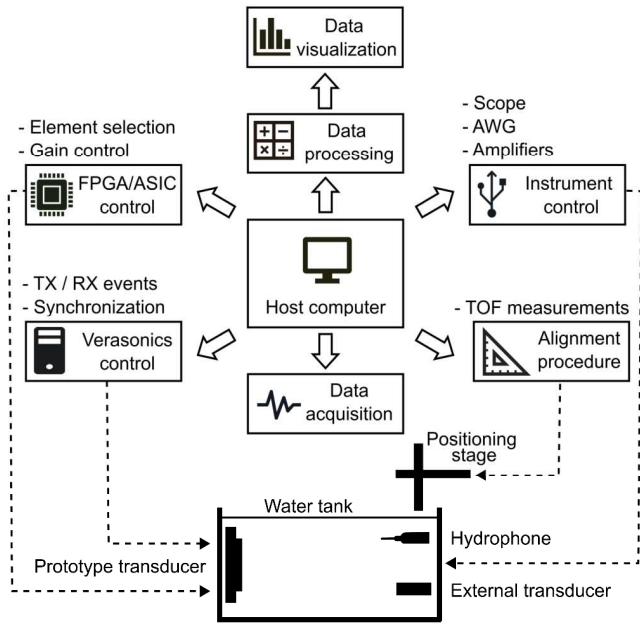 Data
visualization
Data
processing
- Element selection
- Gain control
FPGA/ASIC
control
- Scope
- AWG
- Amplifiers
Instrument
control
Host computer
- TX / RX events
- Synchronization
Verasonics
control
- TOF measurements
Alignment
procedure
Data
acquisition
Positioning
stage
Water tank
Hydrophone
Prototype transducer
External transducer